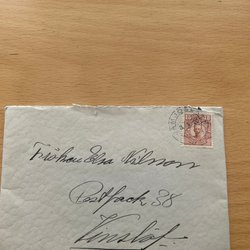 Fröken Elsa Nilsson
Postfack 38
Vinslöf